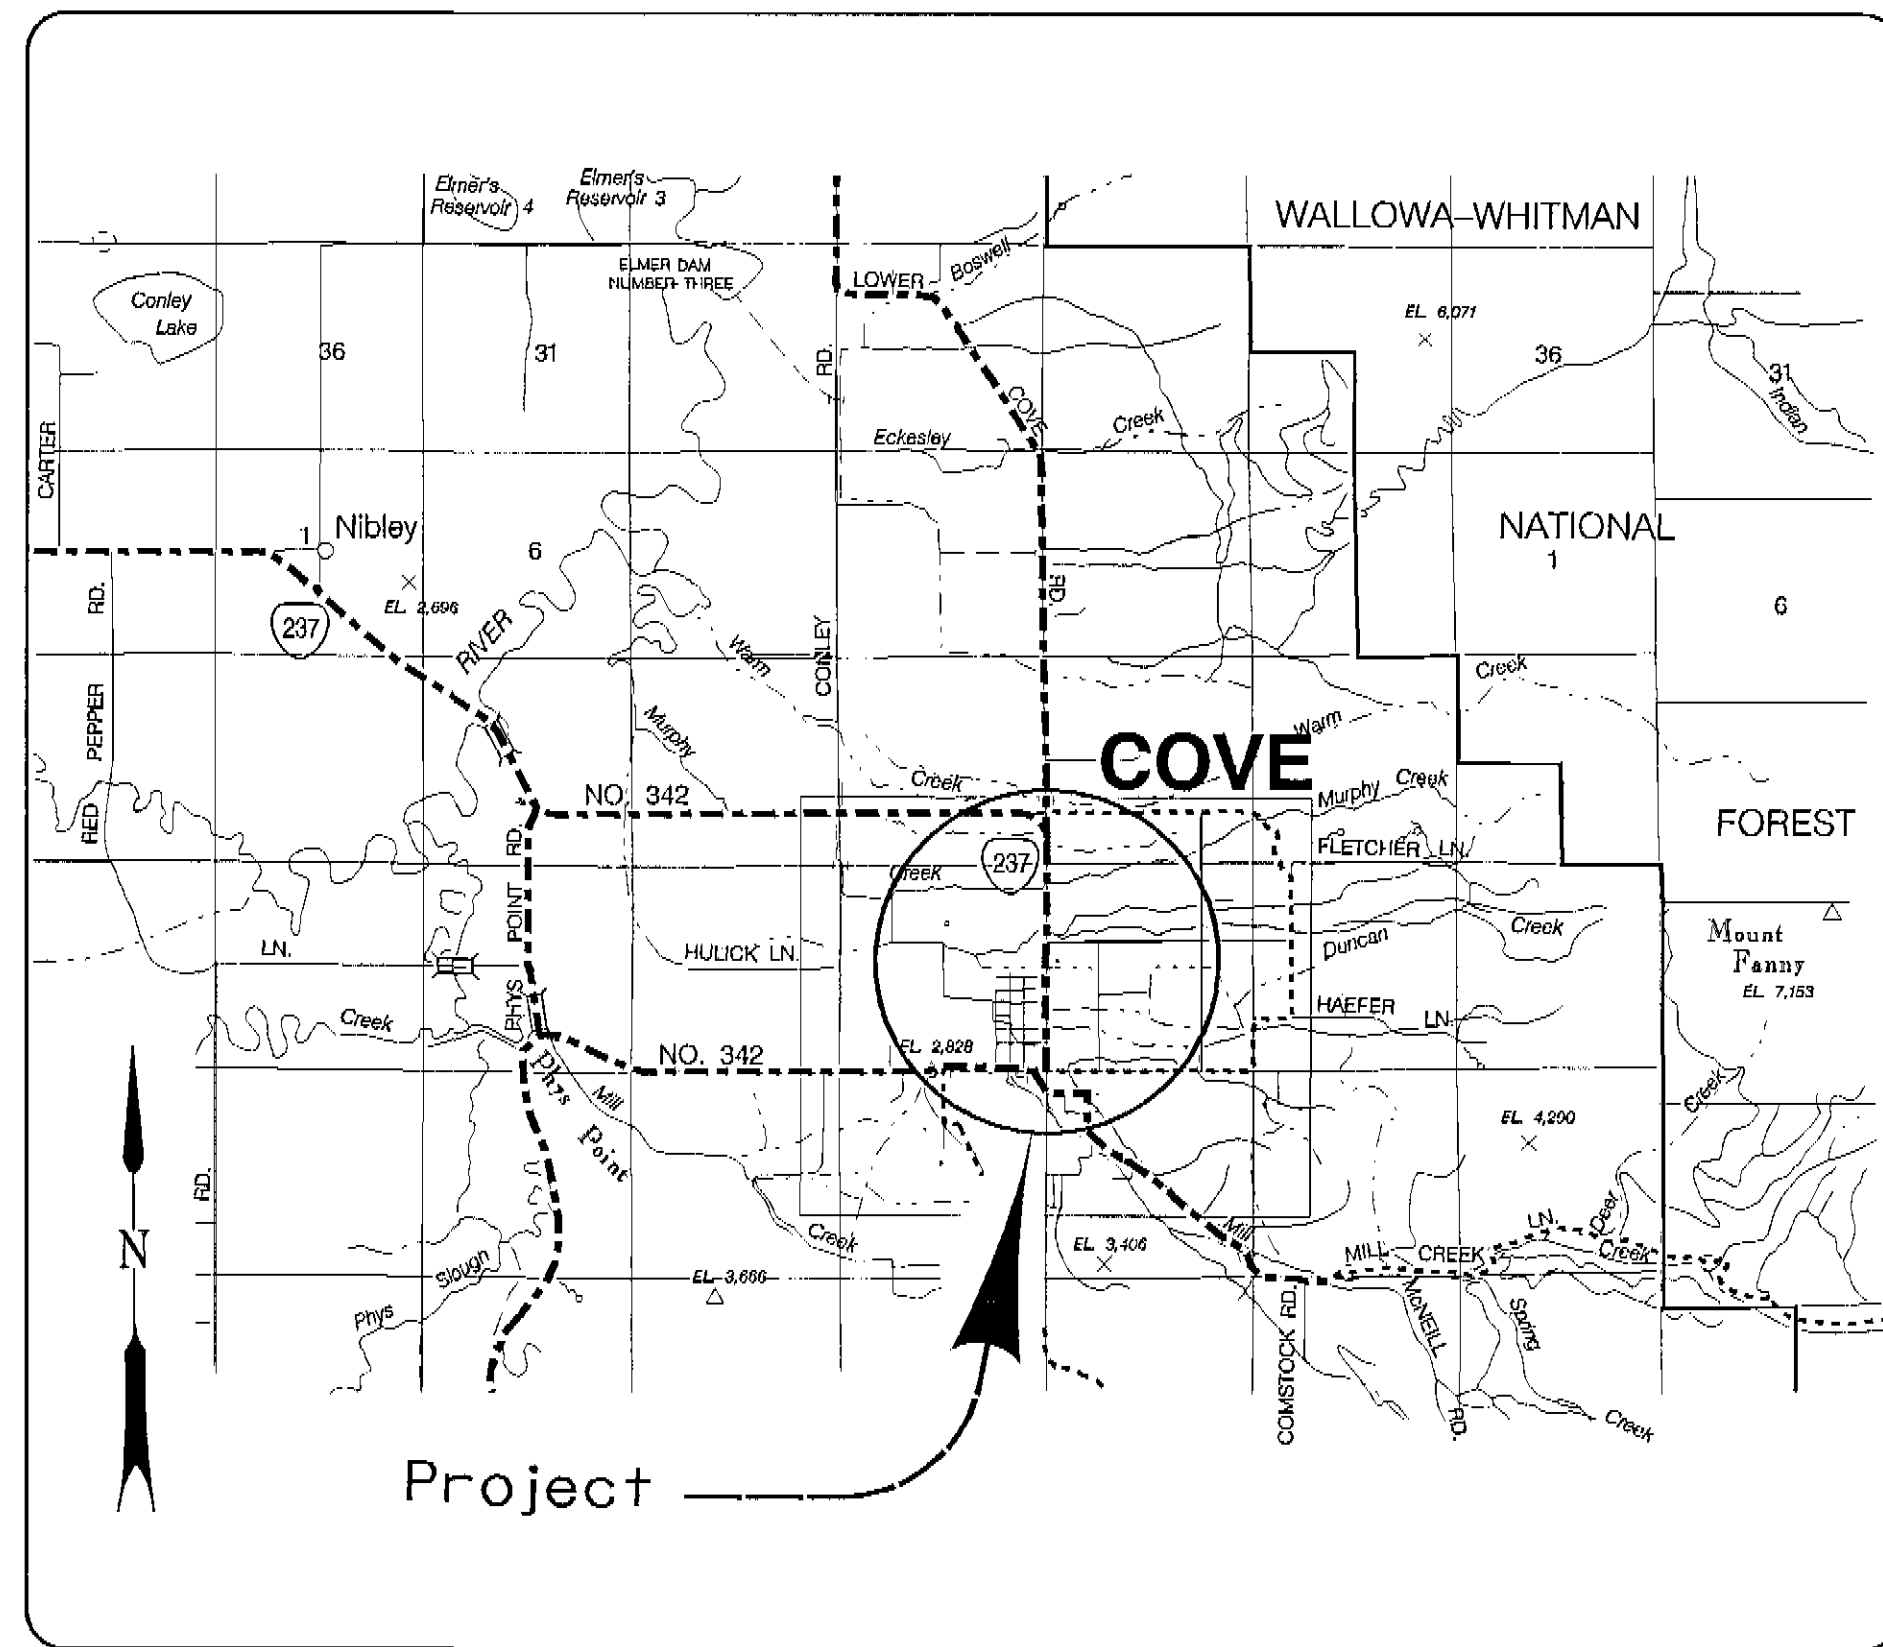 Elmer's
Reservoir 4
Elmer's
Reservoir 3
WALLOWA-WHITMAN
ELMER DAM
NUMBER THREE
LOWER
Boswell
Conley
Lake
EL. 6,071
36
31
RD.
36
31
Indian
COVE
Creek
Eckesley
CARTER
1
Nibley
6
NATIONAL
1
RD.
EL. 2,696
RD.
6
237
RIVER
Warm
CONLEY
Creek
PEPPER
Murphy
Warm
COVE
Creek
Murphy Creek
NO. 342
RED
RD.
FOREST
FLETCHER LN.
237
Creek
POINT
LN.
HULICK LN.
Duncan
Creek
Mount
Fanny
EL. 7,153
PHYS
Creek
HAEFER
LN.
NO. 342
EL. 2,828
Phys
Point
Mill
Creek
EL. 4,290
RD.
N
Creek
Mill
EL. 3,406
LN.
Deer
MILL CREEK
Creek
Slough
EL. 3,666
Phys
COMSTOCK RD.
McNEILL
RD.
Spring
Creek
Project